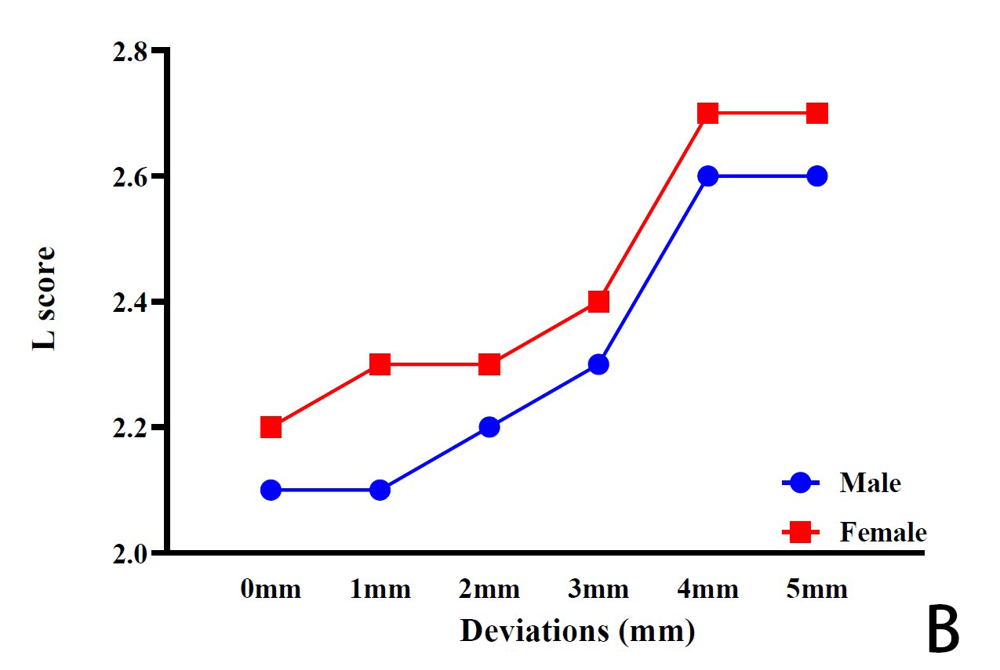 2.8
2.6
2.4
2.2
2.0
L score
0mm 1mm 2mm 3mm 4mm 5mm
Deviations (mm)
Male
Female
B